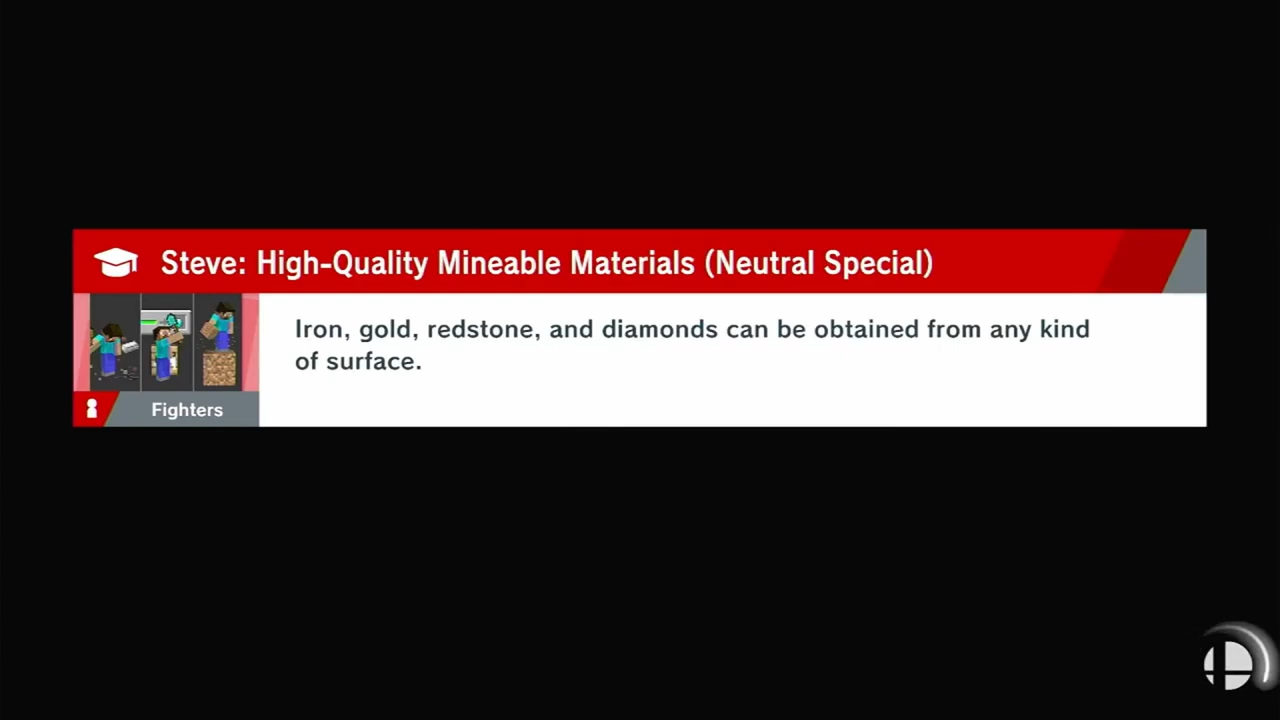 Steve: High-Quality Mineable Materials (Neutral Special)
Iron, gold, redstone, and diamonds can be obtained from any kind
of surface.
Fighters